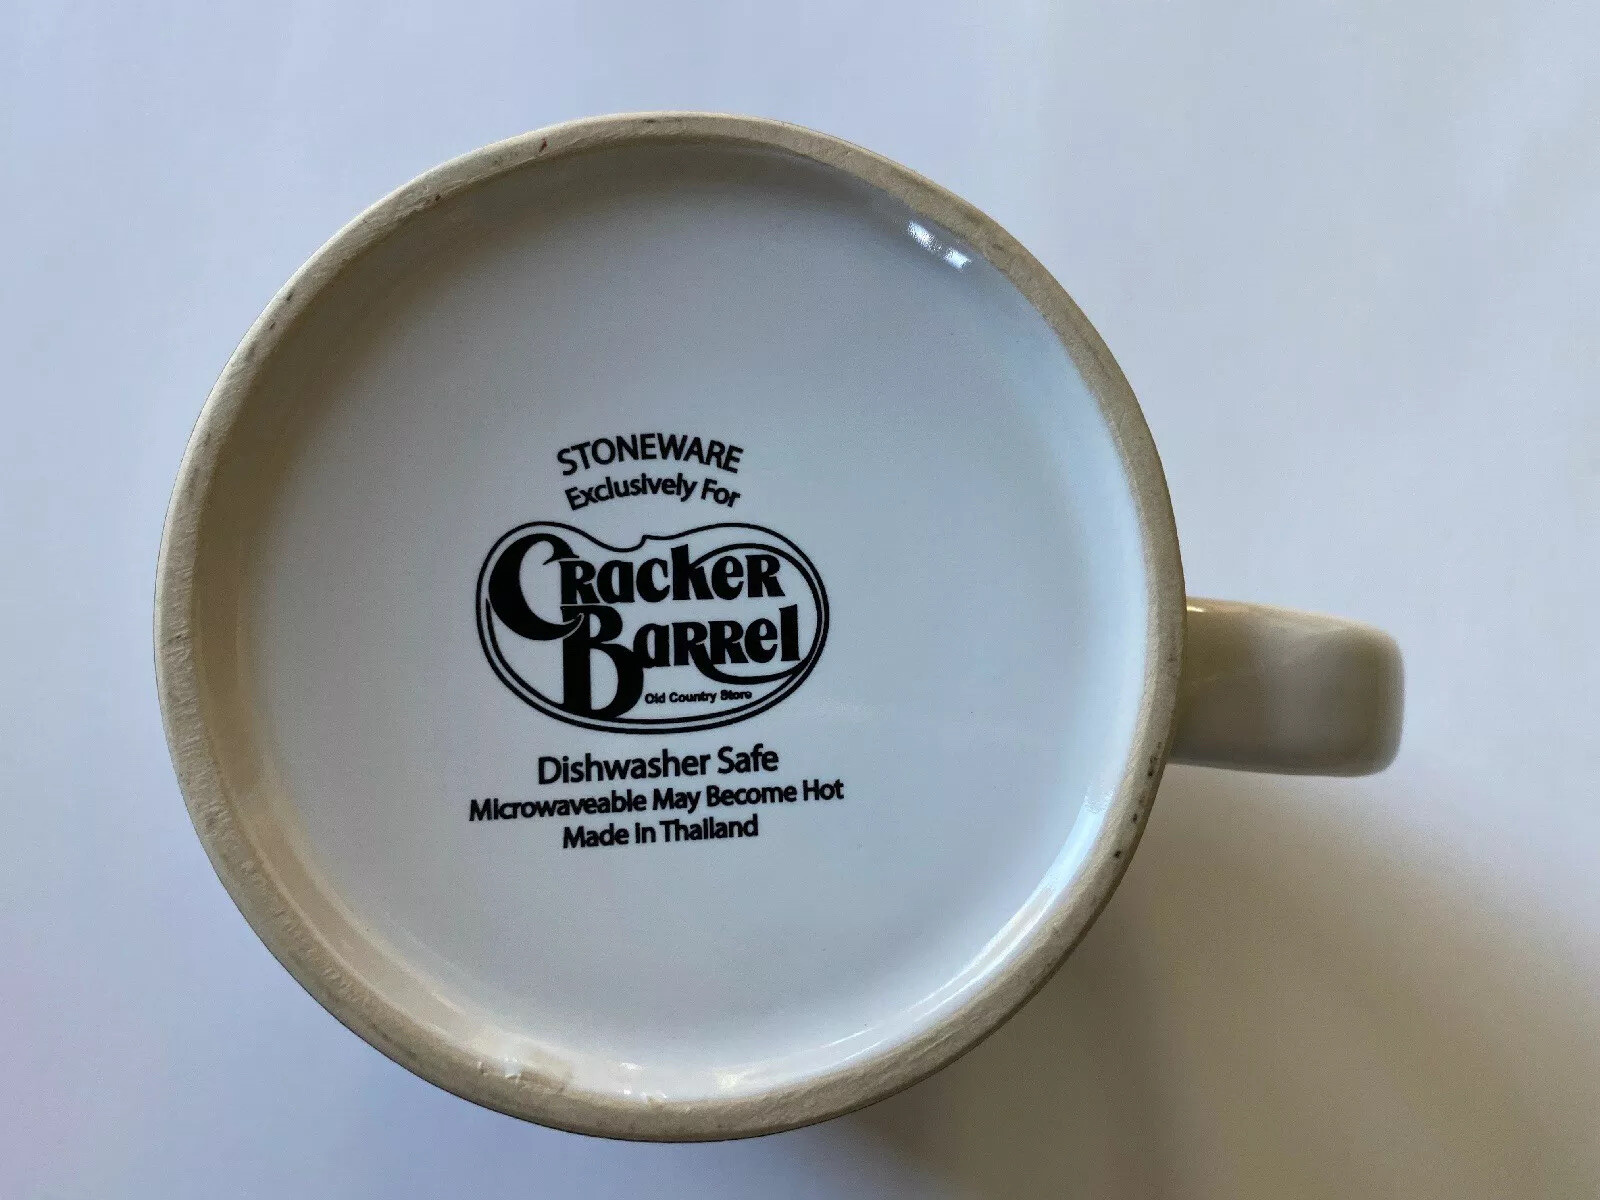 STONEWARE
Exclusively For
Cracker
Barrel
Old Country Store
Dishwasher Safe
Microwaveable May Become Hot
Made In Thailand